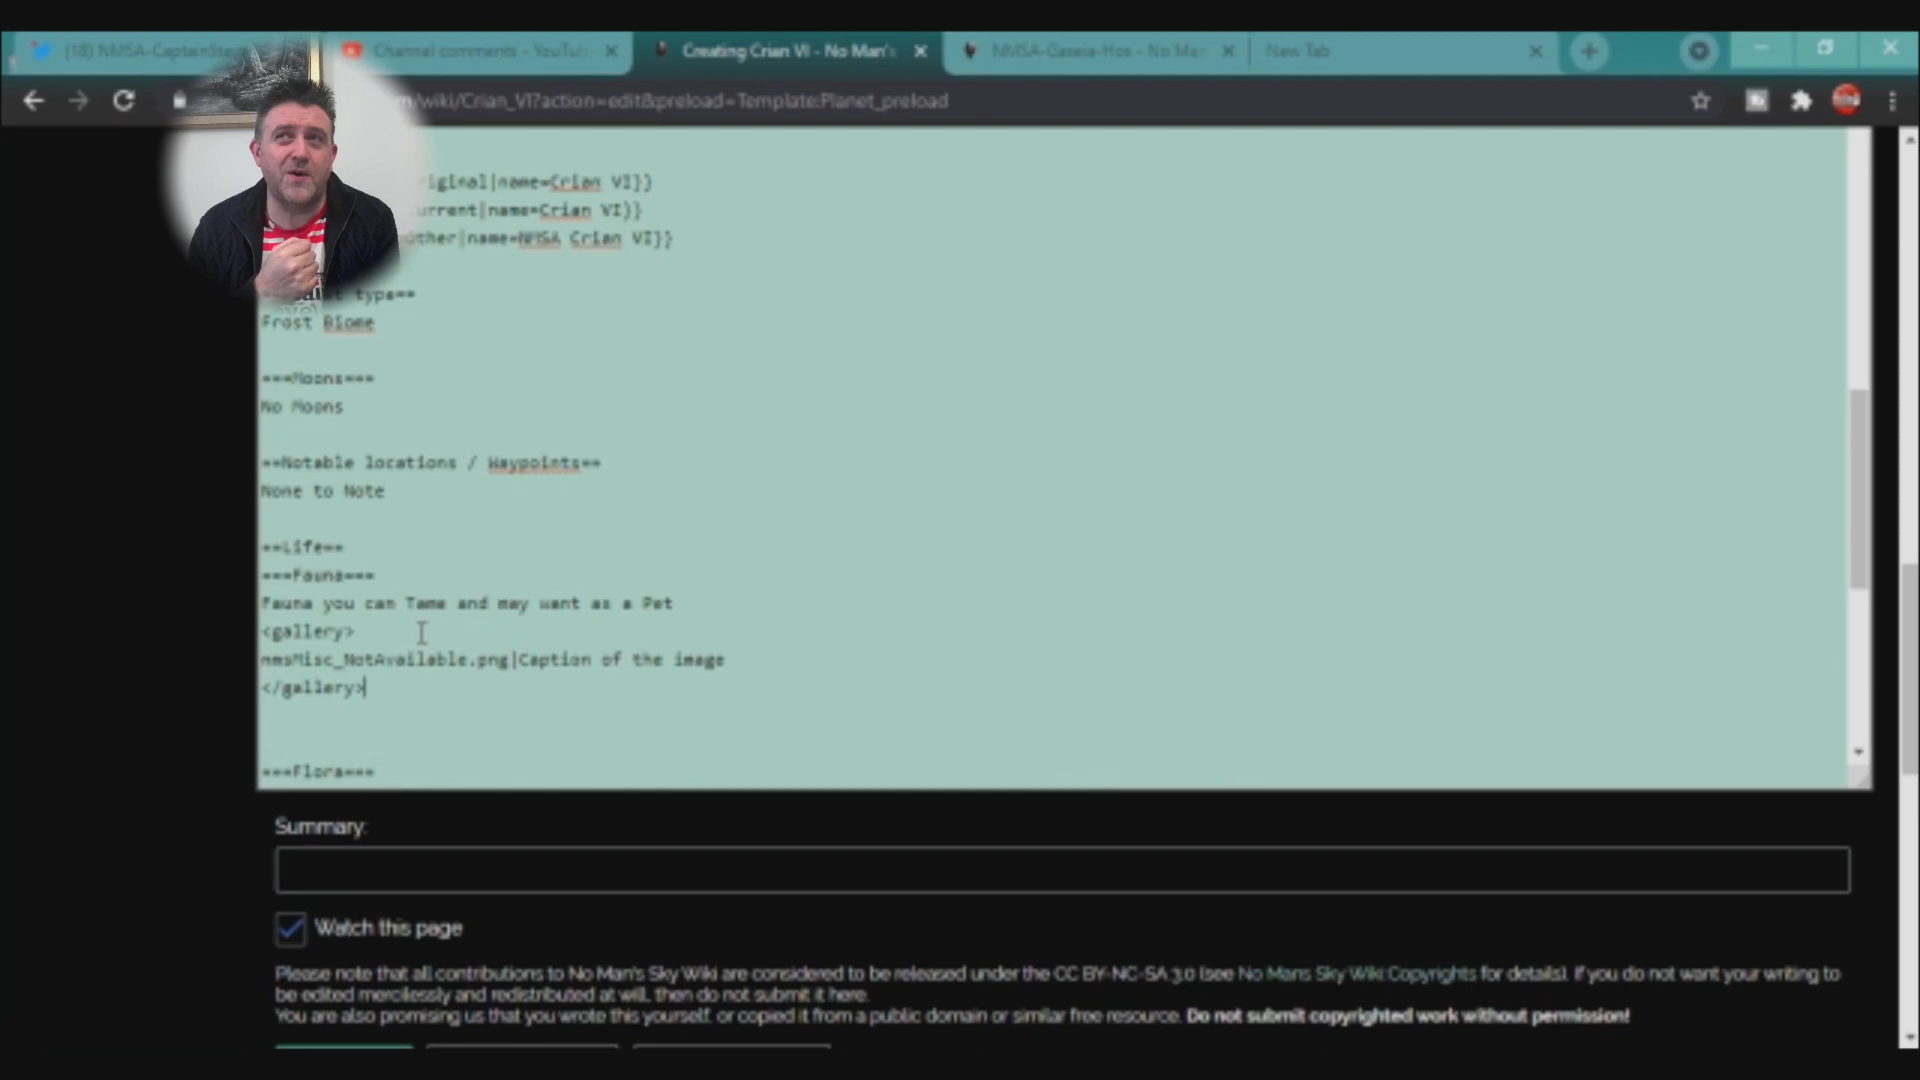 (18) NMSA-CaptainSteve
Channel comments - YouTub
Creating Crian VI - No Man's
NMSA-Gaseia-Hos - No Ma
New Tab
m/wiki/Crian_VI?action=edit&preload=Template:Planet_preload
riginal|name=Crian VI}}
urrent|name=Crian VI}}
other|name=NMSA Crian VI}}
type==
Frost Biome
===Moons===
No Moons
==Notable locations / Waypoints==
None to Note
==Life==
===Fauna===
Fauna you can Tame and may want as a Pet
<gallery>
nmsMisc_NotAvailable.png|Caption of the image
</gallery>
===Flora===
Summary:
Watch this page
Please note that all contributions to No Man's Sky Wiki are considered to be released under the CC BY-NC-SA 3.0 (see No Mans Sky Wiki:Copyrights for details). If you do not want your writing to
be edited mercilessly and redistributed at will, then do not submit it here.
You are also promising us that you wrote this yourself, or copied it from a public domain or similar free resource. Do not submit copyrighted work without permission!